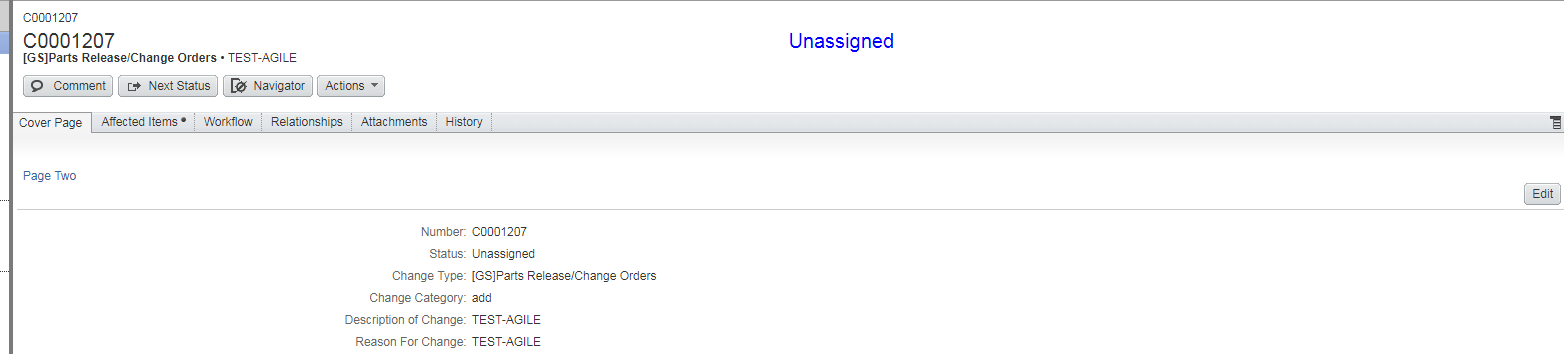 C0001207
C0001207
Unassigned
[GS]Parts Release/Change Orders • TEST-AGILE
Comment Next Status Navigator Actions
Cover Page Affected Items Workflow Relationships Attachments History
Page Two
Edit
Number: C0001207
Status: Unassigned
Change Type: [GS]Parts Release/Change Orders
Change Category: add
Description of Change: TEST-AGILE
Reason For Change: TEST-AGILE